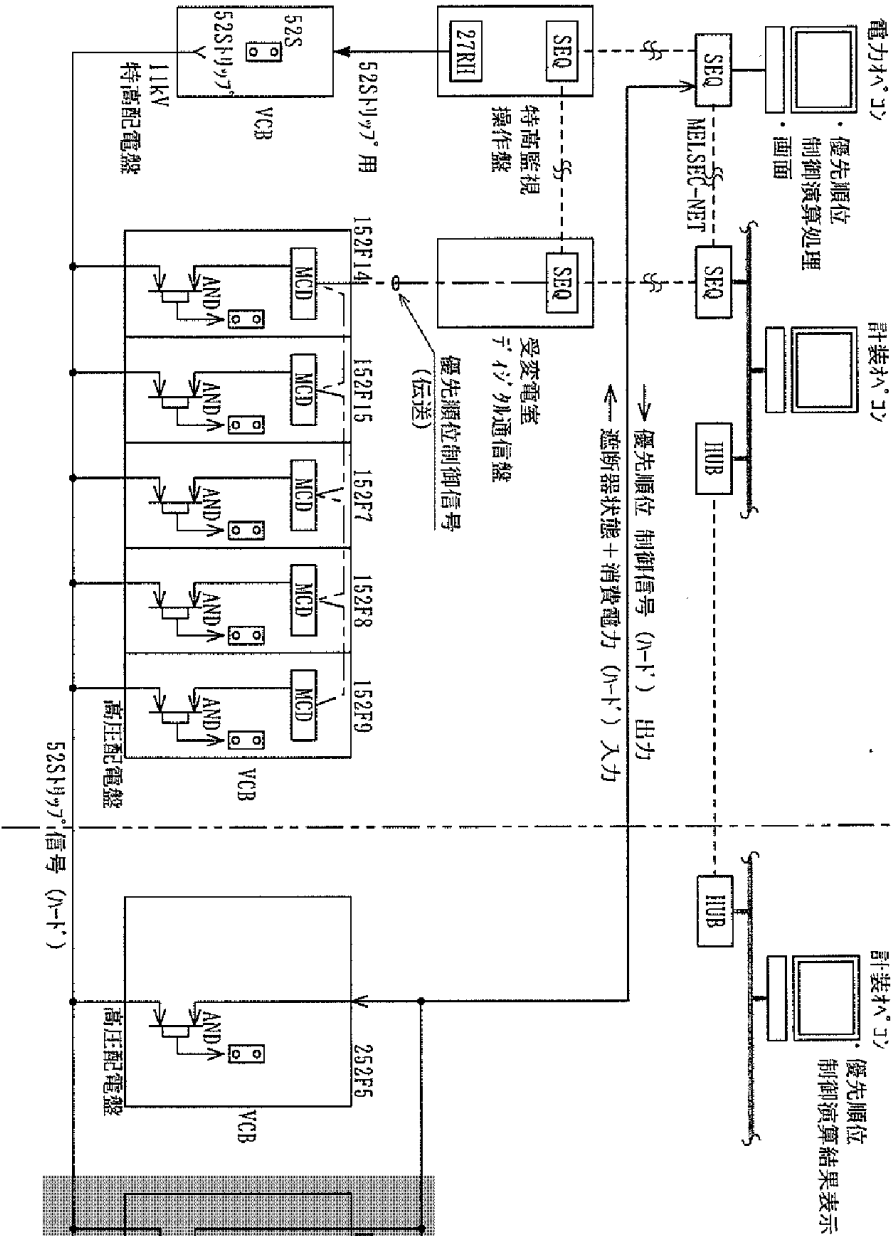 電力オペコン
・優先順位
制御演算処理
・画面
計装オペコン
計装オペコン
・優先順位
制御演算結果表示
SEQ
MELSEC-NET
SEQ
HUB
HUB
→ 優先順位 制御信号 (ハード) 出力
← 遮断器状態+消費電力 (ハード) 入力
SEQ
27RH
特高監視
操作盤
SEQ
受変電室
ディジタル通信盤
優先順位制御信号
(伝送)
52Sトリップ用
52S
52Sトリップ
VCB
11kV
特高配電盤
152F14
152F15
152F7
152F8
152F9
MCD
MCD
MCD
MCD
MCD
AND
AND
AND
AND
AND
VCB
高圧配電盤
252F5
AND
VCB
高圧配電盤
52Sトリップ信号 (ハード)